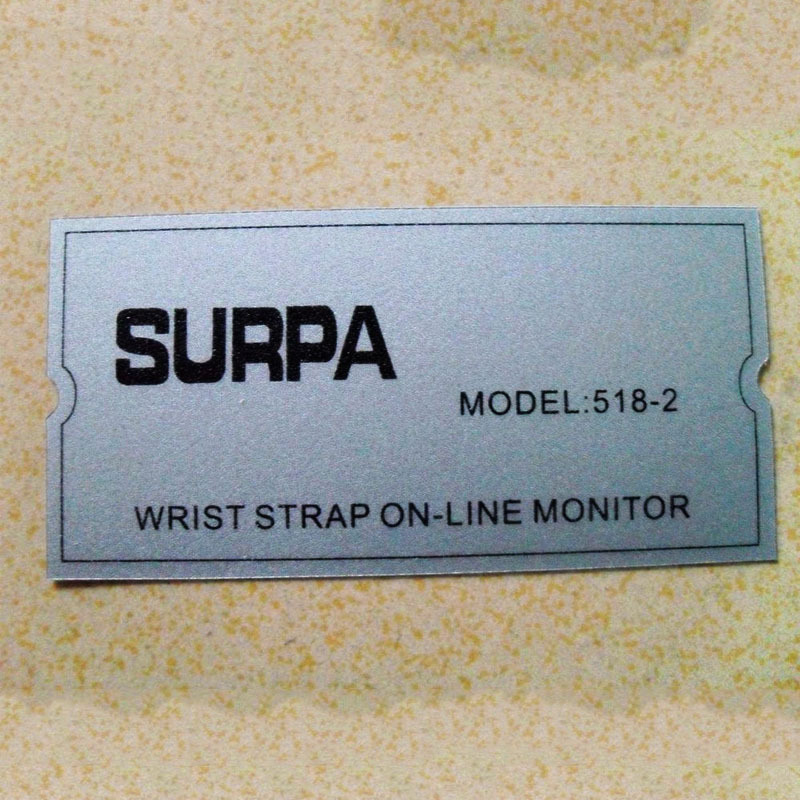 SURPA
MODEL:518-2
WRIST STRAP ON-LINE MONITOR